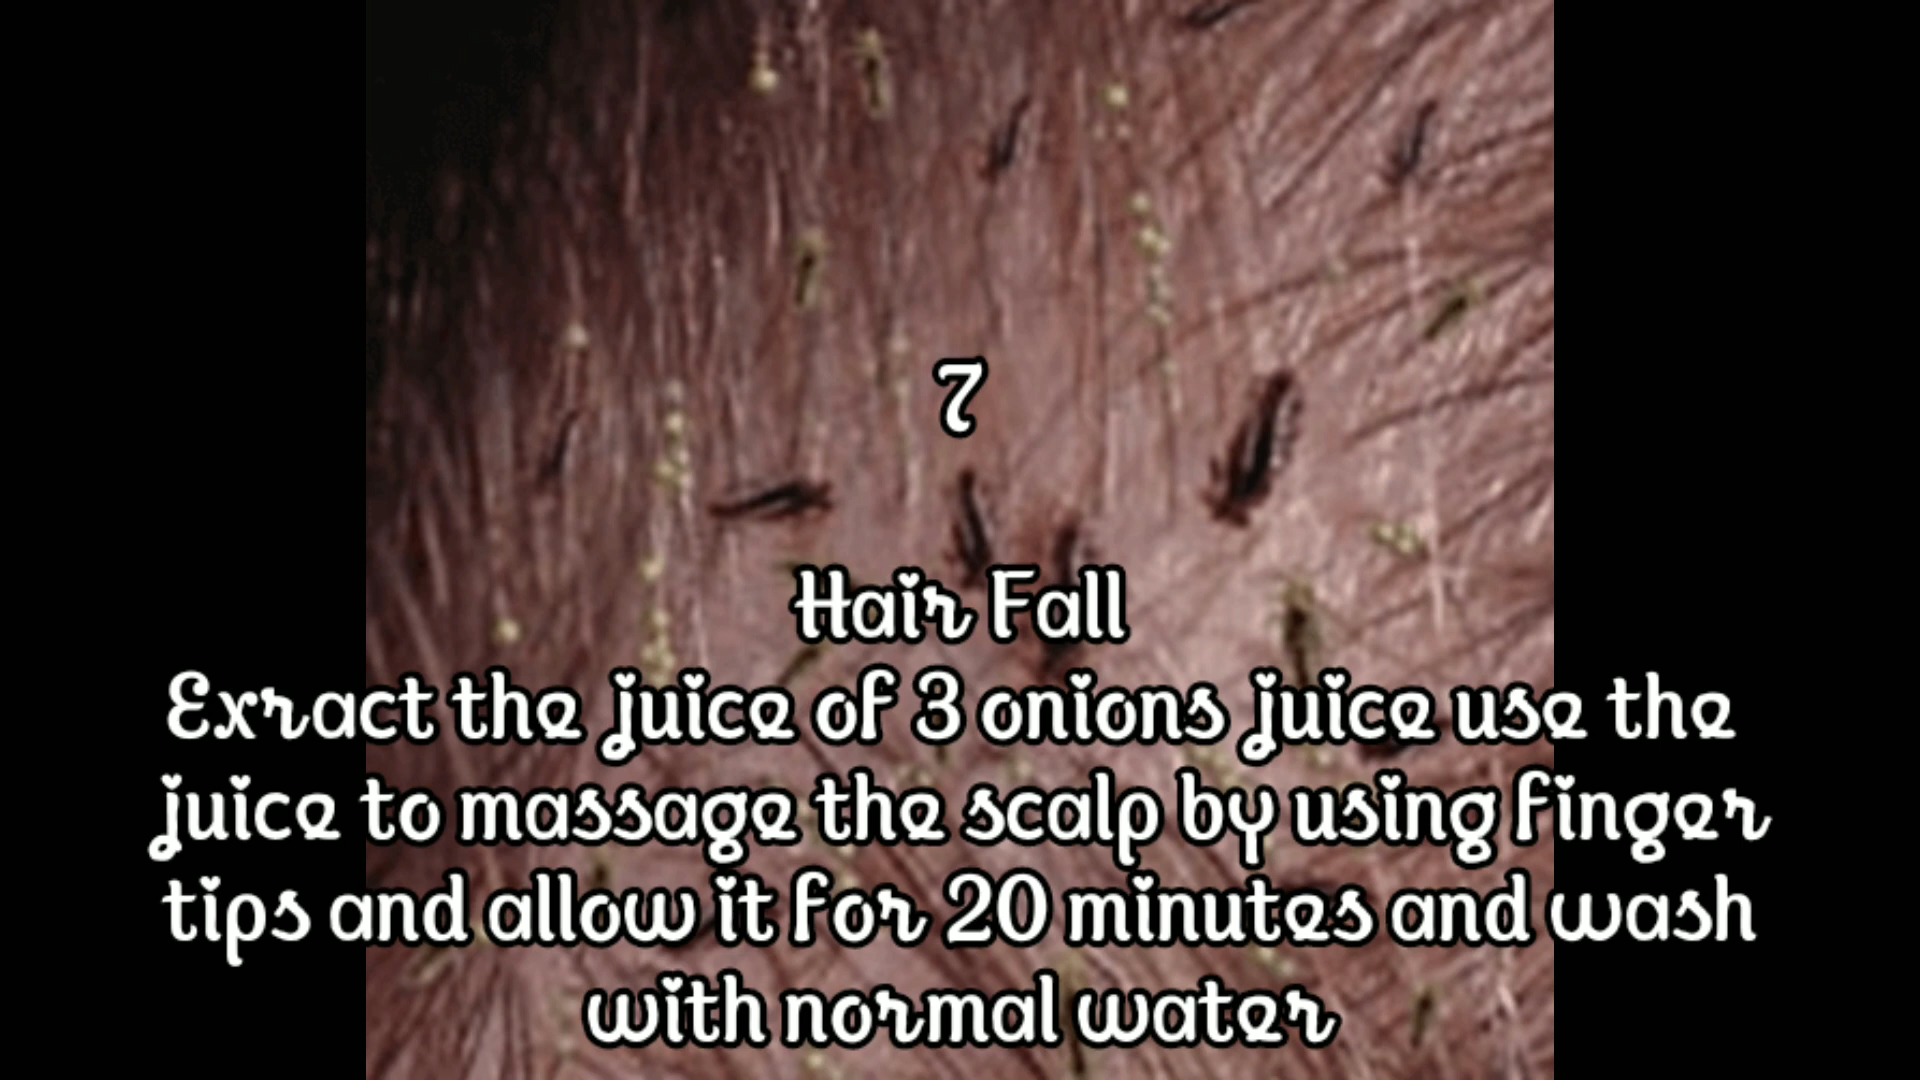 7
Hair Fall
Exract the juice of 3 onions juice use the
juice to massage the scalp by using finger
tips and allow it for 20 minutes and wash
with normal water